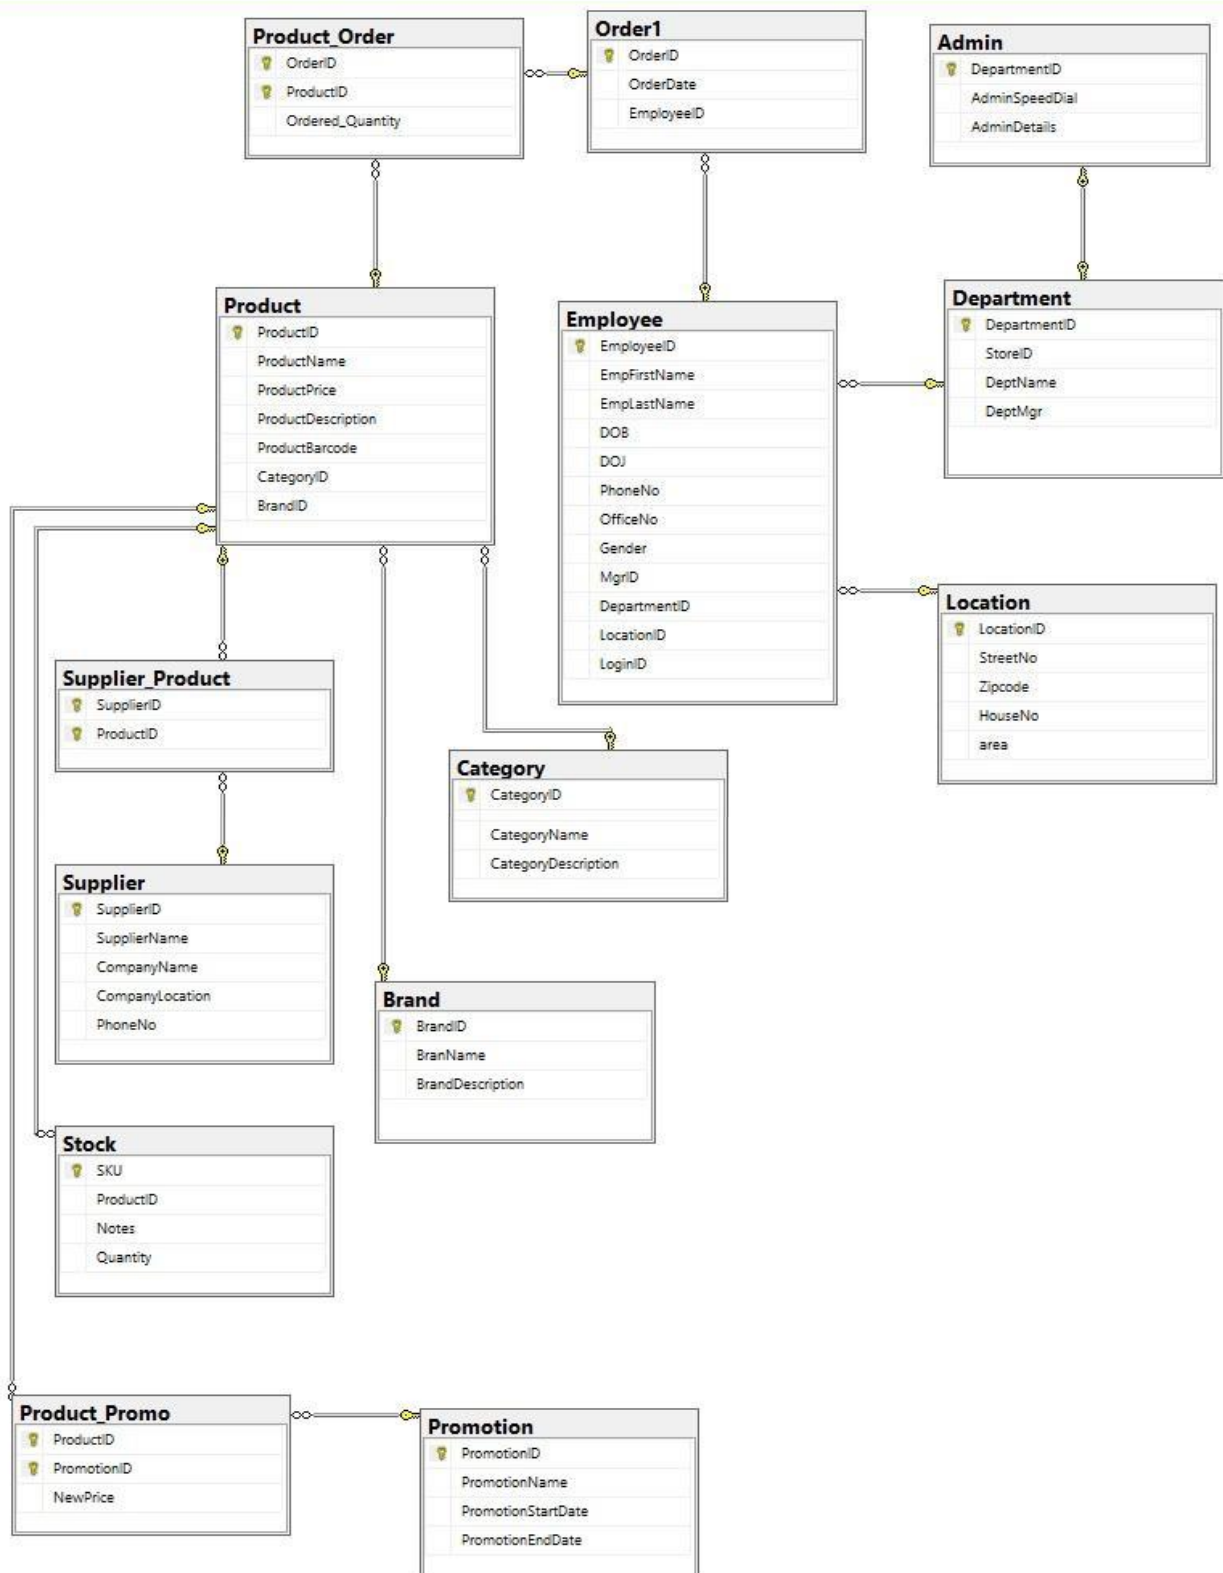 Product_Order
OrderID
ProductID
Ordered_Quantity
Order1
OrderID
OrderDate
EmployeeID
Admin
DepartmentID
AdminSpeedDial
AdminDetails
Product
ProductID
ProductName
ProductPrice
ProductDescription
ProductBarcode
CategoryID
BrandID
Employee
EmployeeID
EmpFirstName
EmpLastName
DOB
DOJ
PhoneNo
OfficeNo
Gender
MgrID
DepartmentID
LocationID
LoginID
Department
DepartmentID
StoreID
DeptName
DeptMgr
Location
LocationID
StreetNo
Zipcode
HouseNo
area
Supplier_Product
SupplierID
ProductID
Category
CategoryID
CategoryName
CategoryDescription
Supplier
SupplierID
SupplierName
CompanyName
CompanyLocation
PhoneNo
Brand
BrandID
BranName
BrandDescription
Stock
SKU
ProductID
Notes
Quantity
Product_Promo
ProductID
PromotionID
NewPrice
Promotion
PromotionID
PromotionName
PromotionStartDate
PromotionEndDate